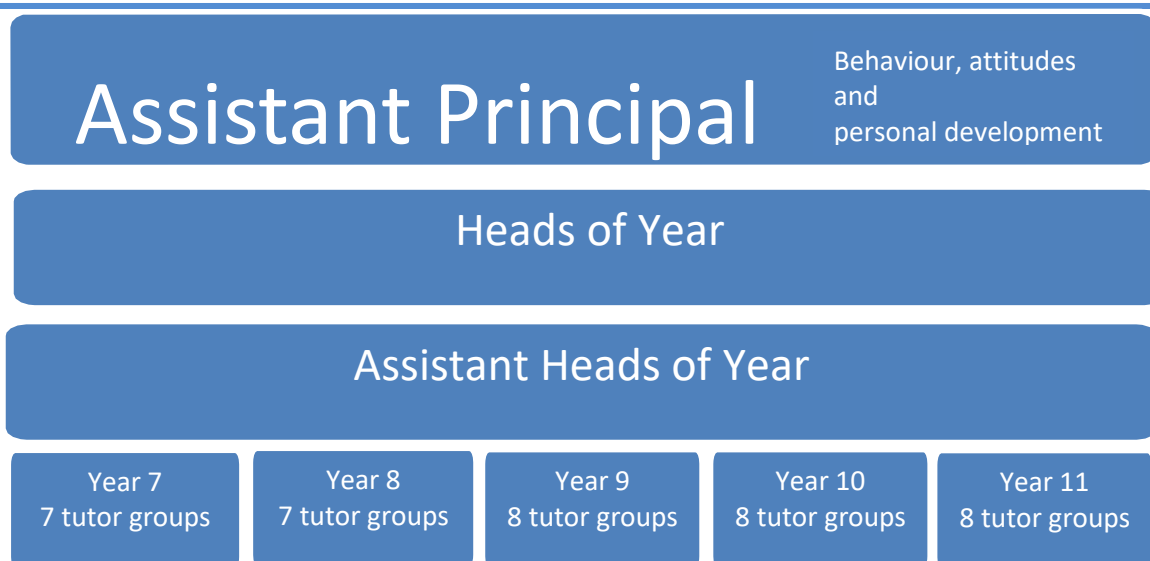 Assistant Principal
Behaviour, attitudes
and
personal development
Heads of Year
Assistant Heads of Year
Year 7
7 tutor groups
Year 8
7 tutor groups
Year 9
8 tutor groups
Year 10
8 tutor groups
Year 11
8 tutor groups